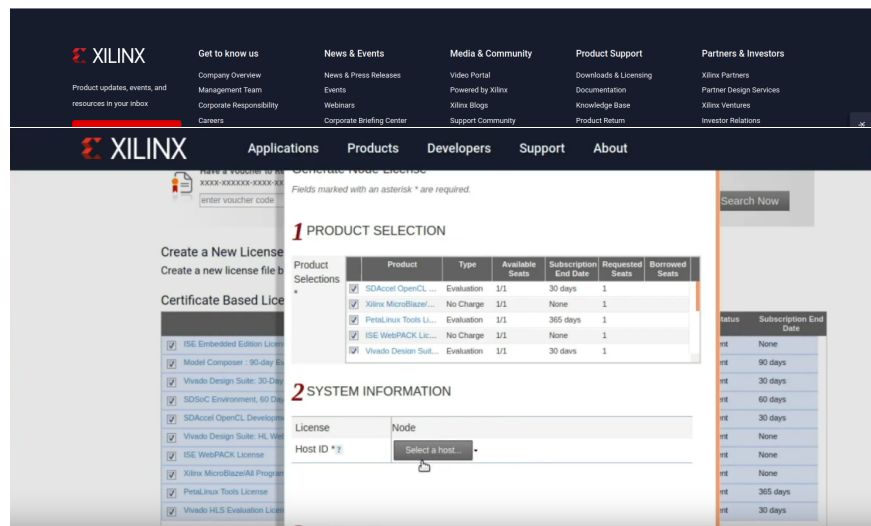 XILINX
Product updates, events, and
resources in your inbox
Get to know us
Company Overview
Management Team
Corporate Responsibility
Careers
News & Events
News & Press Releases
Events
Webinars
Corporate Briefing Center
Media & Community
Video Portal
Powered by Xilinx
Xilinx Blogs
Support Community
Product Support
Downloads & Licensing
Documentation
Knowledge Base
Product Return
Partners & Investors
Xilinx Partners
Partner Design Services
Xilinx Ventures
Investor Relations
XILINX Applications Products Developers Support About
enter voucher code
Search Now
Create a New License
Create a new license file
Certificate Based
ISE Embedded Edition
Model Composer : 90-day
Vivado Design Suite: 30-Day
SDSoC Environment, 60
SDAccel OpenCL
Vivado Design Suite: HL
ISE WebPACK License
Xilinx MicroBlaze/All
PetaLinux Tools License
Vivado HLS Evaluation
Generate Node License
Fields marked with an asterisk * are required.
1 PRODUCT SELECTION
Product
Selections
*
Product Type Available Seats Subscription End Date Requested Seats Borrowed Seats
SDAccel OpenCL ... Evaluation 1/1 30 days 1
Xilinx MicroBlaze/... No Charge 1/1 None 1
PetaLinux Tools Li... Evaluation 1/1 365 days 1
ISE WebPACK Lic... No Charge 1/1 None 1
Vivado Design Suit... Evaluation 1/1 30 days 1
2 SYSTEM INFORMATION
License Node
Host ID * ? Select a host...
Subscription End
Date
None
90 days
30 days
60 days
30 days
None
None
None
365 days
30 days